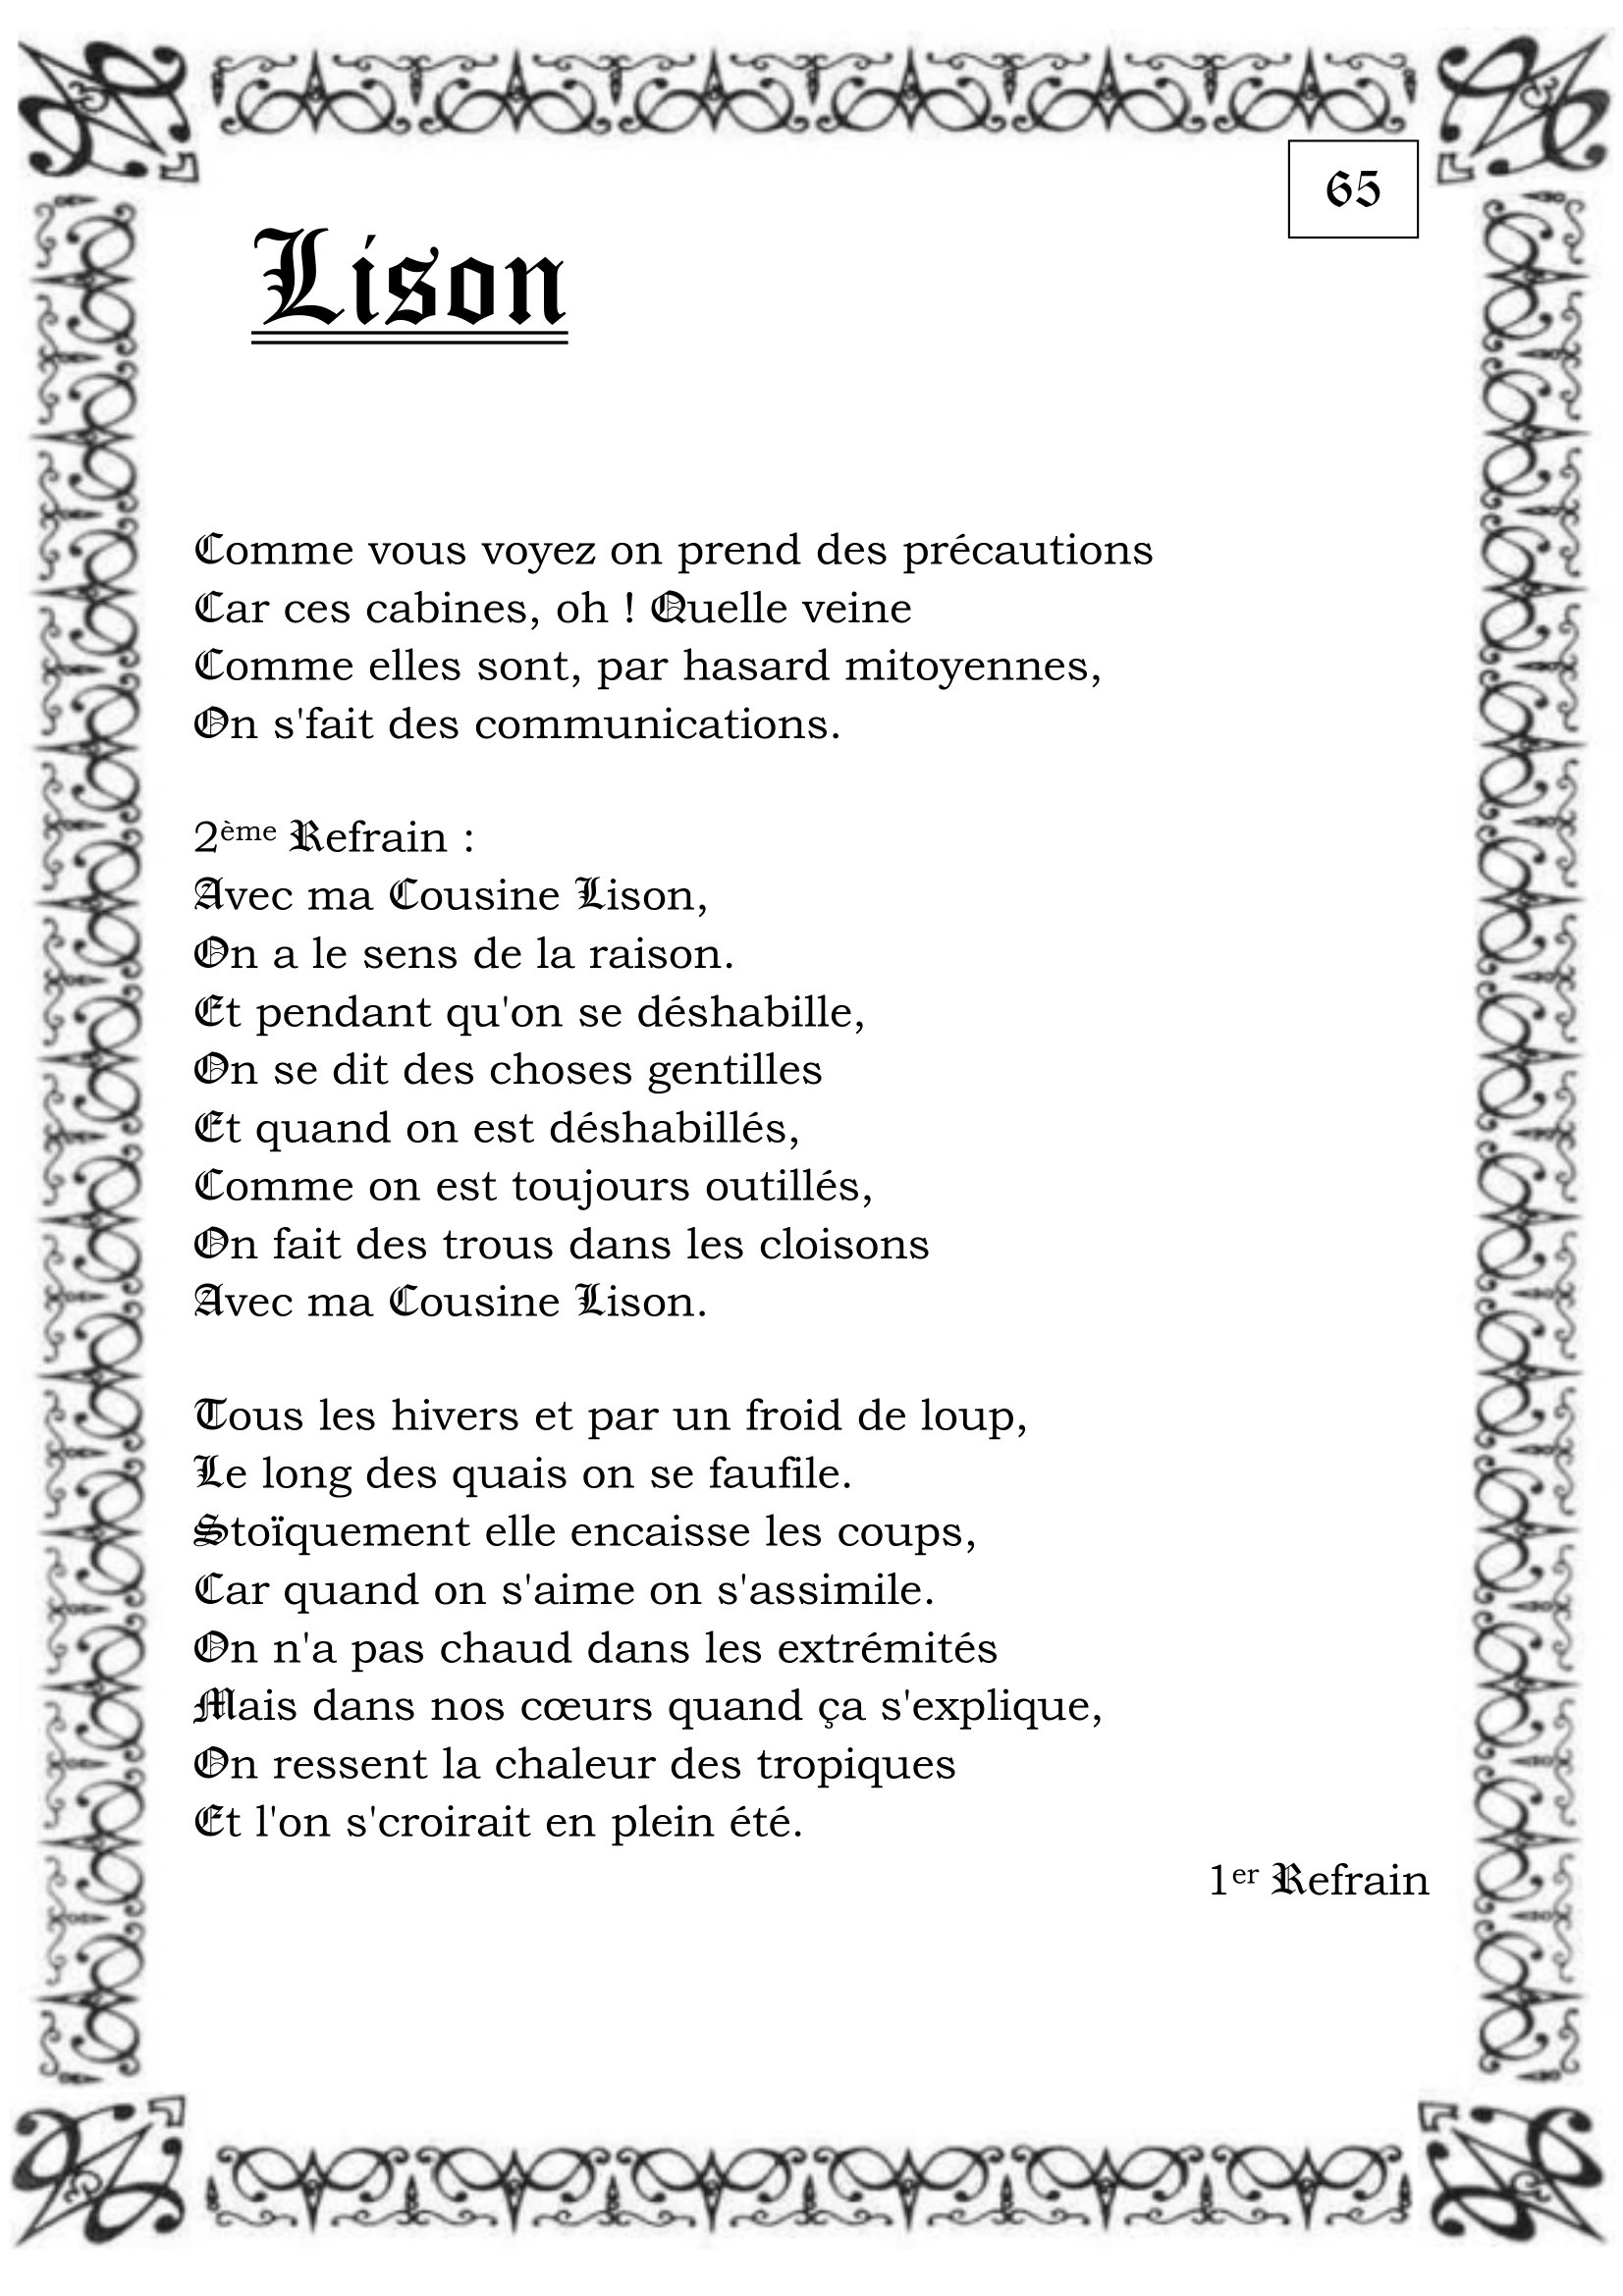 65
Lison
Comme vous voyez on prend des précautions
Car ces cabines, oh ! Quelle veine
Comme elles sont, par hasard mitoyennes,
On s'fait des communications.
2ème Refrain :
Avec ma Cousine Lison,
On a le sens de la raison.
Et pendant qu'on se déshabille,
On se dit des choses gentilles
Et quand on est déshabillés,
Comme on est toujours outillés,
On fait des trous dans les cloisons
Avec ma Cousine Lison.
Tous les hivers et par un froid de loup,
Le long des quais on se faufile.
Stoïquement elle encaisse les coups,
Car quand on s'aime on s'assimile.
On n'a pas chaud dans les extrémités
Mais dans nos cœurs quand ça s'explique,
On ressent la chaleur des tropiques
Et l'on s'croirait en plein été.
1er Refrain